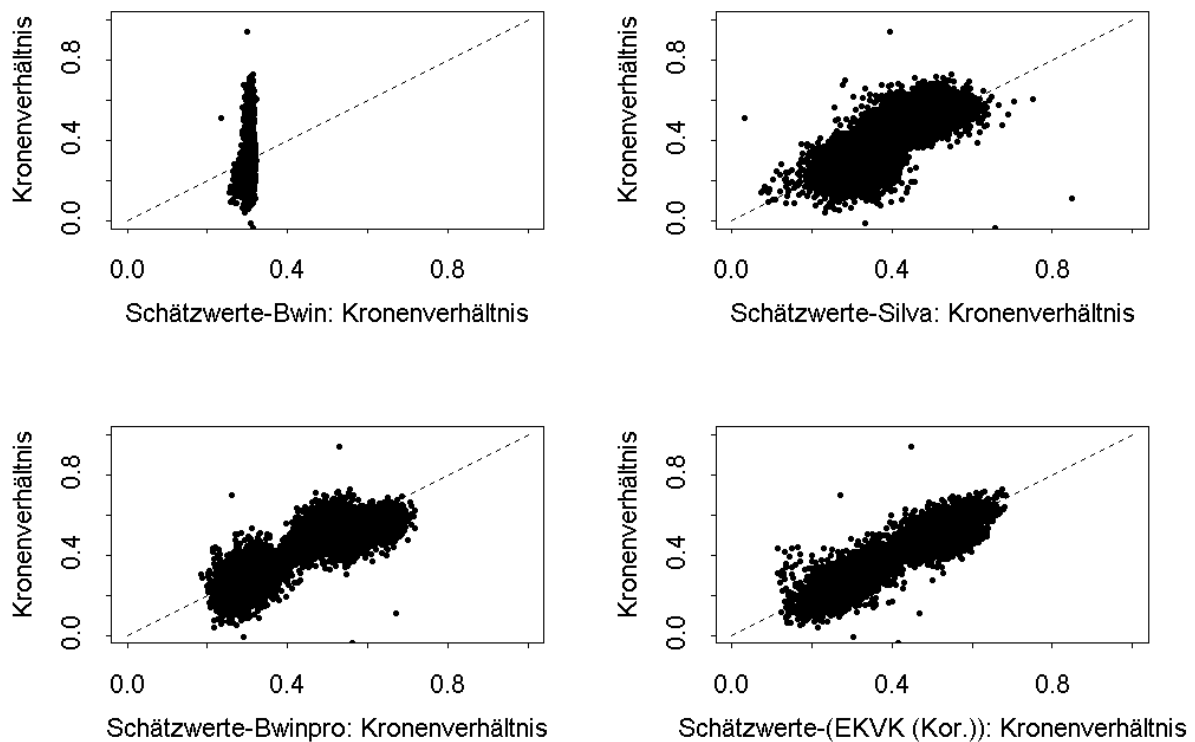 Kronenverhältnis
0.0 0.4 0.8
0.0 0.4 0.8
Schätzwerte-Bwin: Kronenverhältnis
Kronenverhältnis
0.0 0.4 0.8
0.0 0.4 0.8
Schätzwerte-Silva: Kronenverhältnis
Kronenverhältnis
0.0 0.4 0.8
0.0 0.4 0.8
Schätzwerte-Bwinpro: Kronenverhältnis
Kronenverhältnis
0.0 0.4 0.8
0.0 0.4 0.8
Schätzwerte-(EKVK (Kor.)): Kronenverhältnis